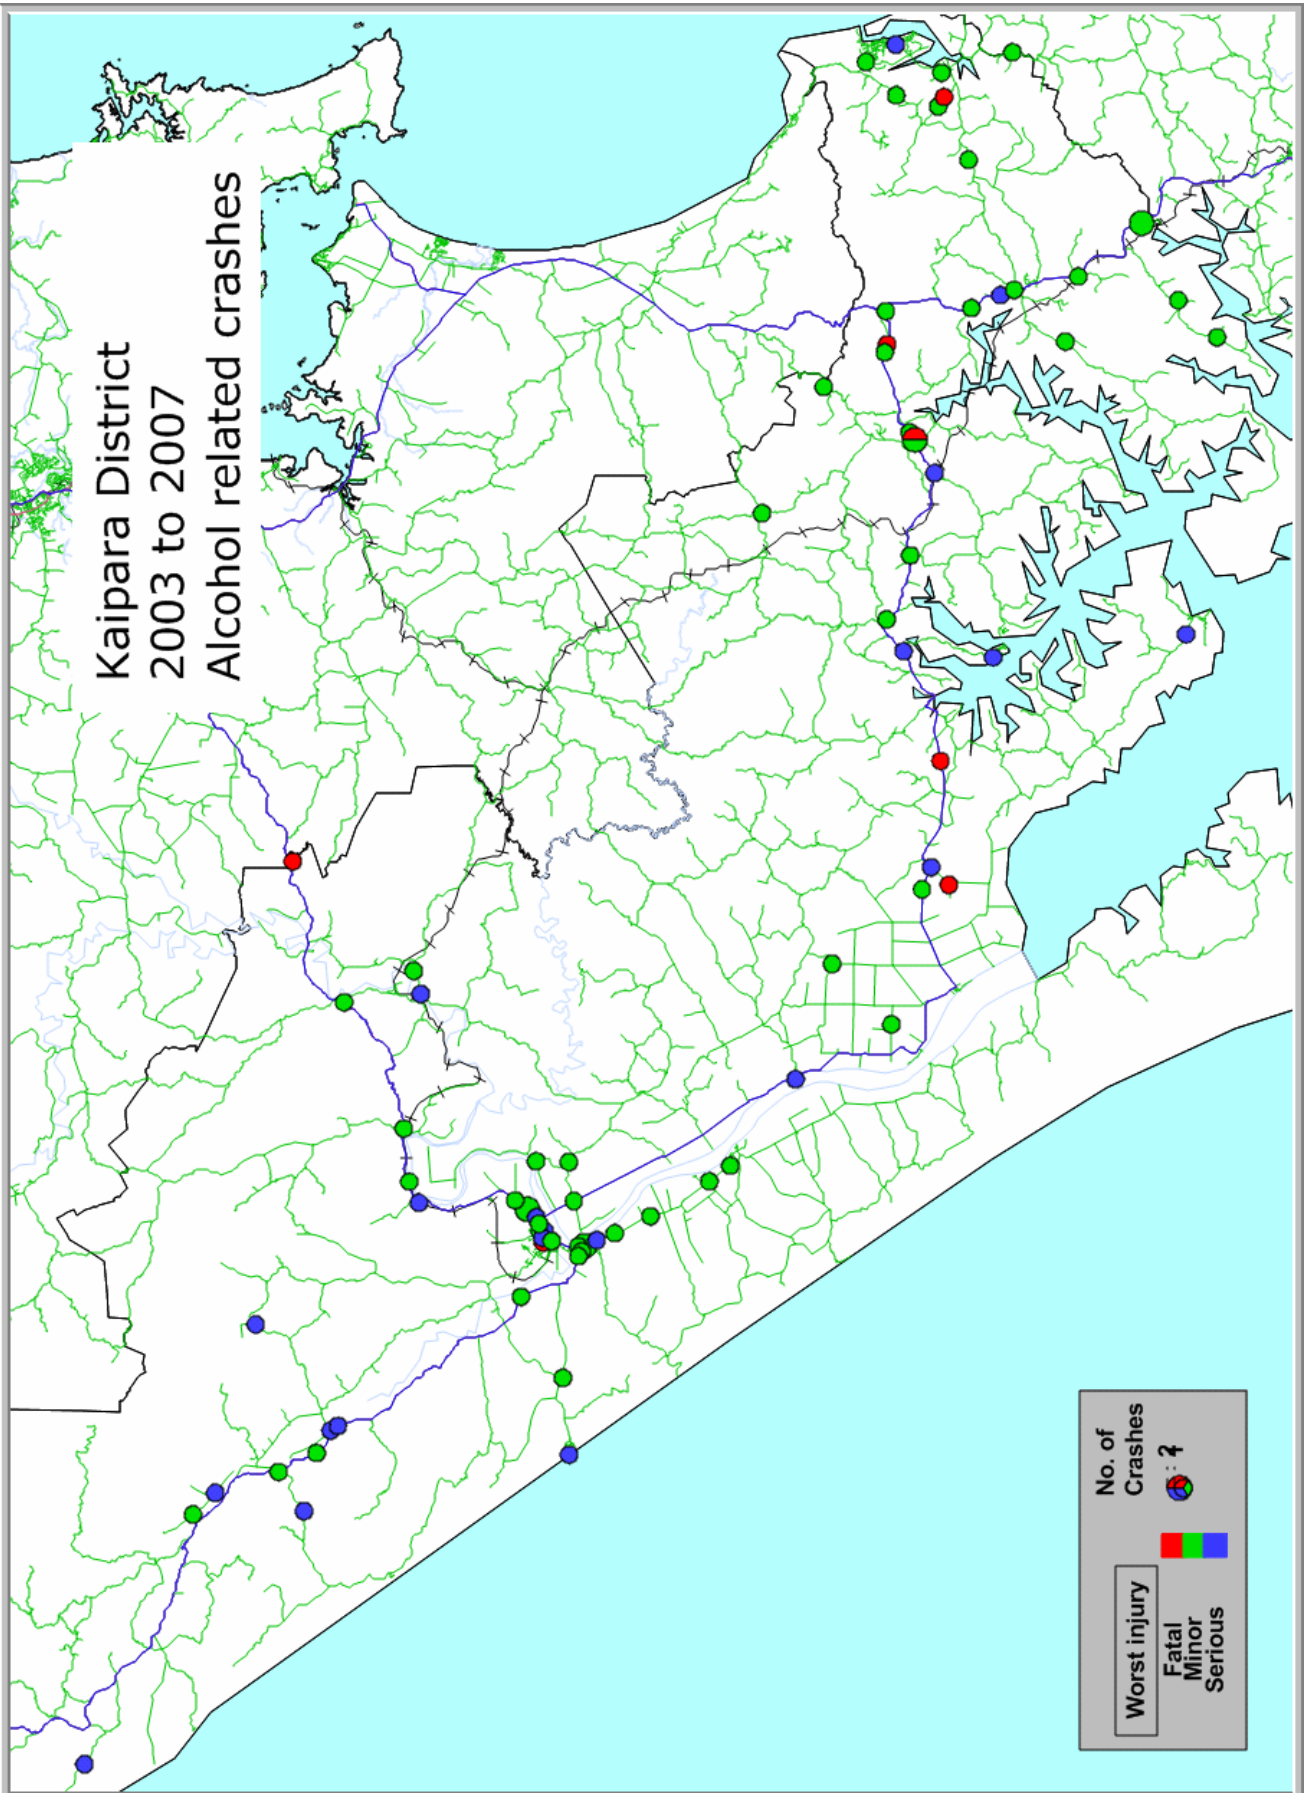 Kaipara District
2003 to 2007
Alcohol related crashes
Worst injury
Fatal
Minor
Serious
No. of
Crashes